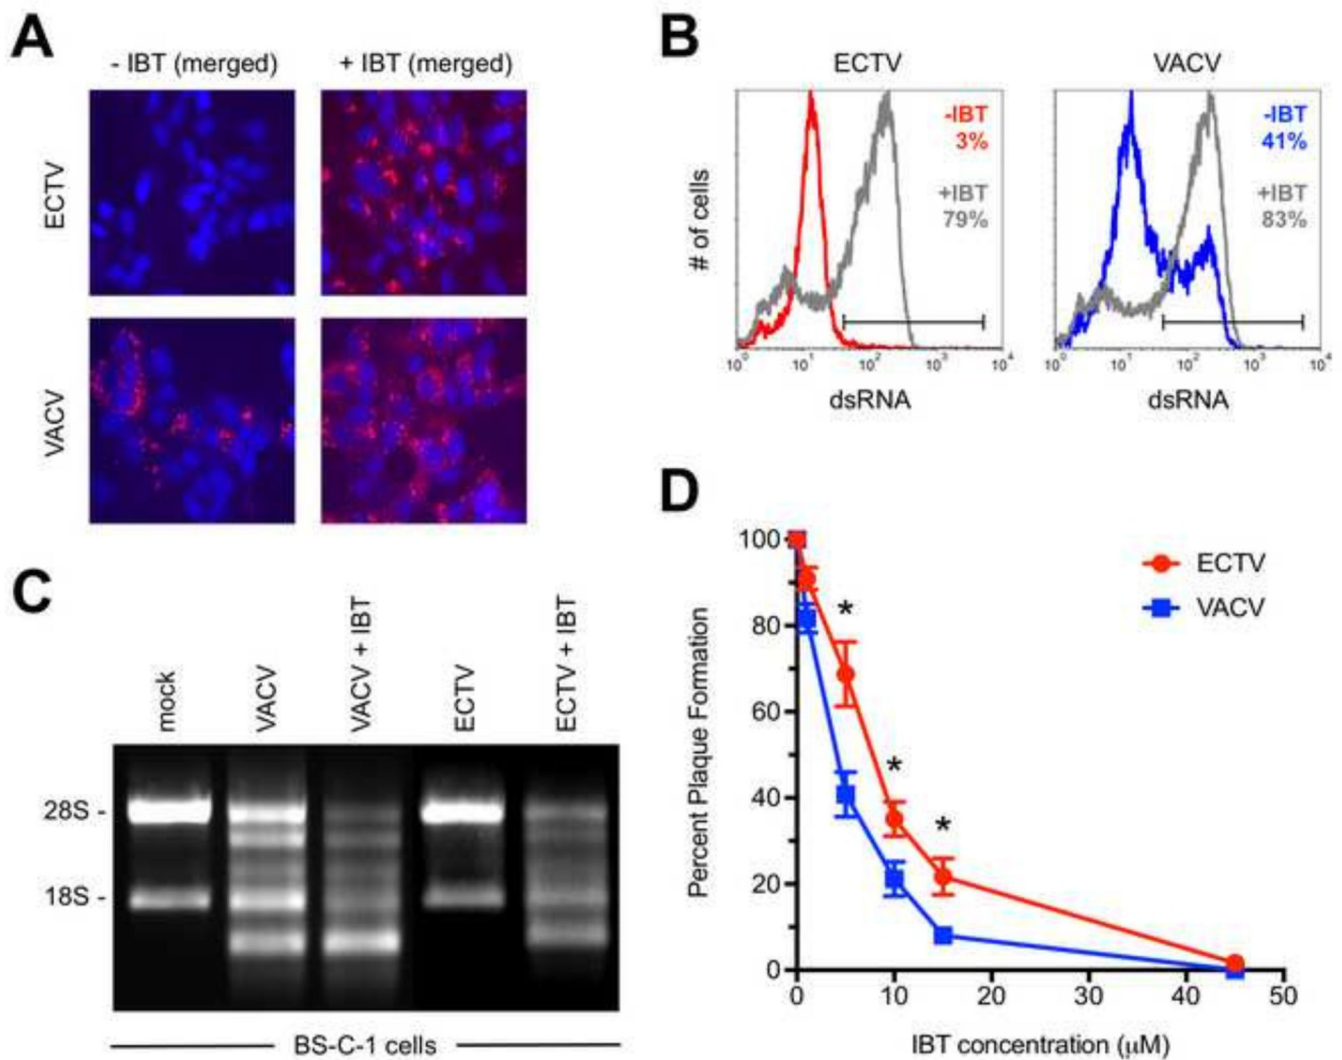 A
- IBT (merged)
+ IBT (merged)
ECTV
VACV
B
ECTV
VACV
# of cells
-IBT
3%
+IBT
79%
-IBT
41%
+IBT
83%
10⁰ 10¹ 10² 10³ 10⁴
10⁰ 10¹ 10² 10³ 10⁴
dsRNA
dsRNA
C
mock
VACV
VACV + IBT
ECTV
ECTV + IBT
28S -
18S -
BS-C-1 cells
D
Percent Plaque Formation
100
80
60
40
20
0
ECTV
VACV
*
*
*
0 10 20 30 40 50
IBT concentration (μM)